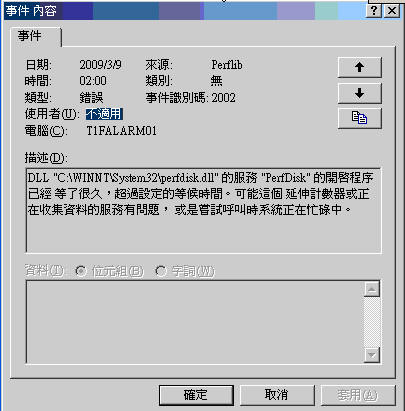 事件 內容
事件
日期: 2009/3/9 來源: Perflib
時間: 02:00 類別: 無
類型: 錯誤 事件識別碼: 2002
使用者(U): 不適用
電腦(C): T1FALARM01
描述(D):
DLL "C:\WINNT\System32\perfdisk.dll" 的服務 "PerfDisk" 的開啓程序
已經 等了很久，超過設定的等候時間。可能這個 延伸計數器或正
在收集資料的服務有問題， 或是嘗試呼叫時系統正在忙碌中。
資料(T): 位元組(B) 字詞(W)
確定 取消 套用(A)